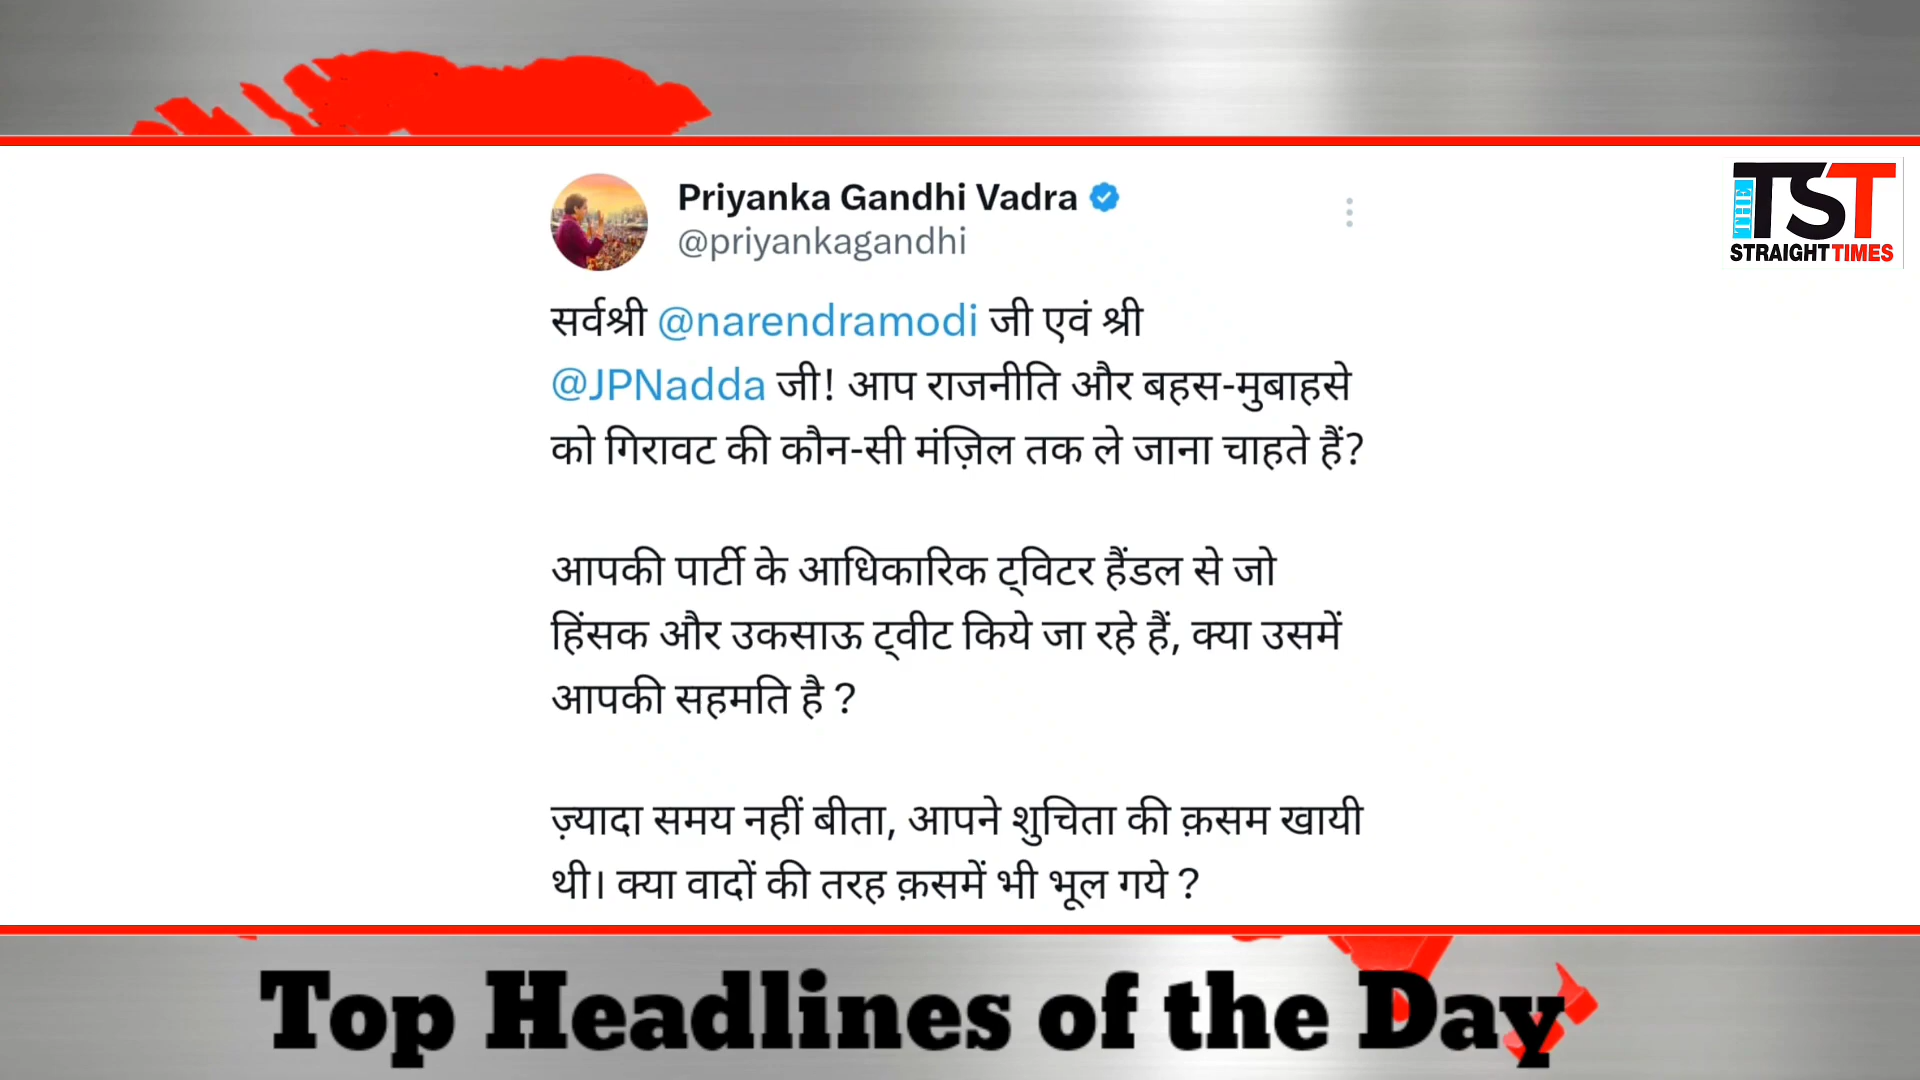 Priyanka Gandhi Vadra
@priyankagandhi
THE TST
STRAIGHT TIMES
सर्वश्री @narendramodi जी एवं श्री
@JPNadda जी! आप राजनीति और बहस-मुबाहसे
को गिरावट की कौन-सी मंज़िल तक ले जाना चाहते हैं?
आपकी पार्टी के आधिकारिक ट्विटर हैंडल से जो
हिंसक और उकसाऊ ट्वीट किये जा रहे हैं, क्या उसमें
आपकी सहमति है ?
ज़्यादा समय नहीं बीता, आपने शुचिता की क़सम खायी
थी। क्या वादों की तरह क़समें भी भूल गये ?
Top Headlines of the Day